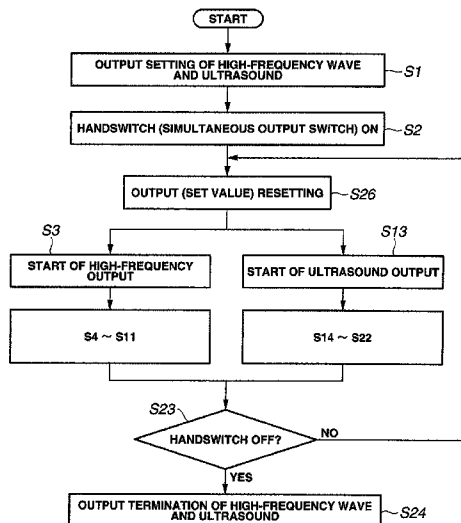 START
OUTPUT SETTING OF HIGH-FREQUENCY WAVE
AND ULTRASOUND
S1
HANDSWITCH (SIMULTANEOUS OUTPUT SWITCH) ON
S2
OUTPUT (SET VALUE) RESETTING
S26
S3
START OF HIGH-FREQUENCY
OUTPUT
S13
START OF ULTRASOUND OUTPUT
S4 ~ S11
S14 ~ S22
S23
HANDSWITCH OFF?
NO
YES
OUTPUT TERMINATION OF HIGH-FREQUENCY WAVE
AND ULTRASOUND
S24